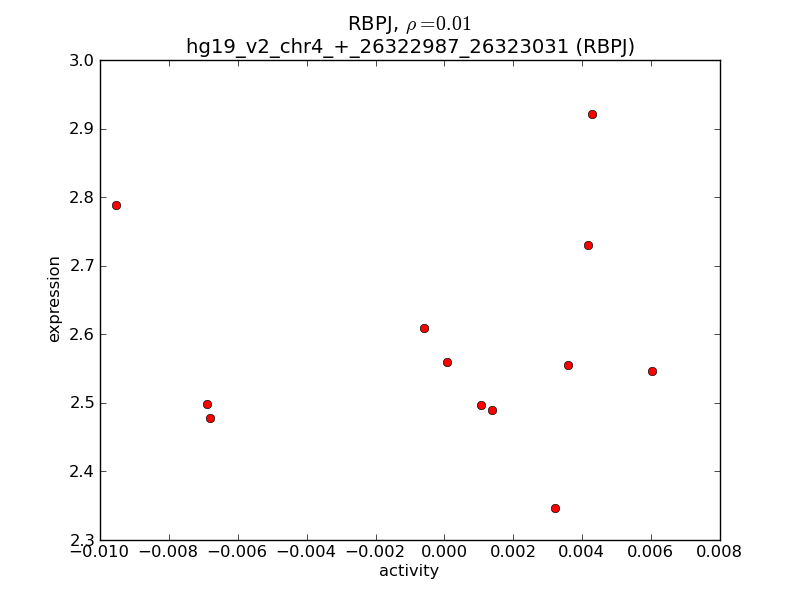 RBPJ, ρ=0.01
hg19_v2_chr4_+_26322987_26323031 (RBPJ)
3.0
2.9
2.8
2.7
2.6
2.5
2.4
2.3
expression
−0.010 −0.008 −0.006 −0.004 −0.002 0.000 0.002 0.004 0.006 0.008
activity